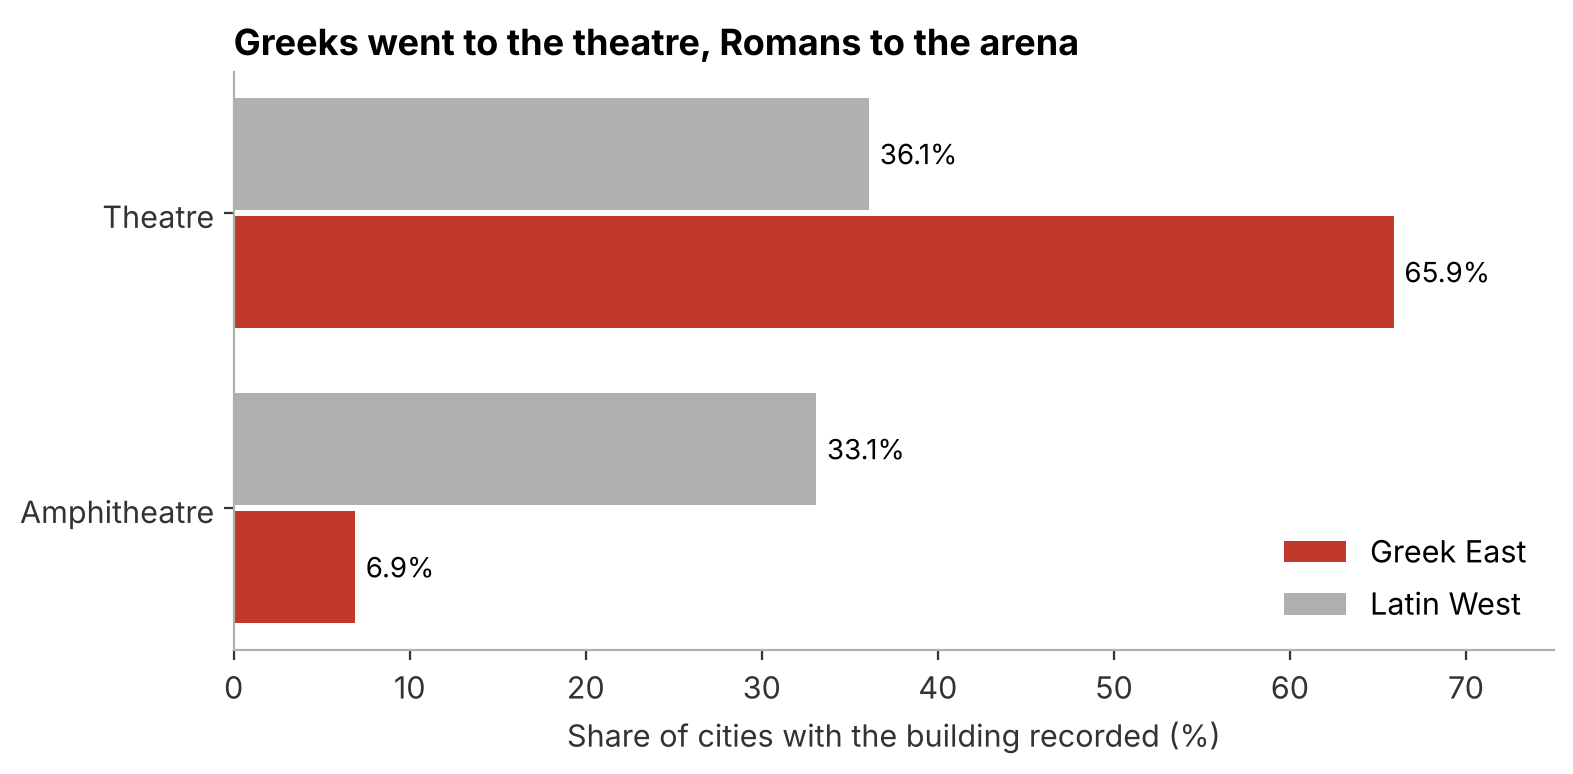 Greeks went to the theatre, Romans to the arena
36.1%
Theatre
65.9%
33.1%
Amphitheatre
6.9%
Greek East
Latin West
0 10 20 30 40 50 60 70
Share of cities with the building recorded (%)